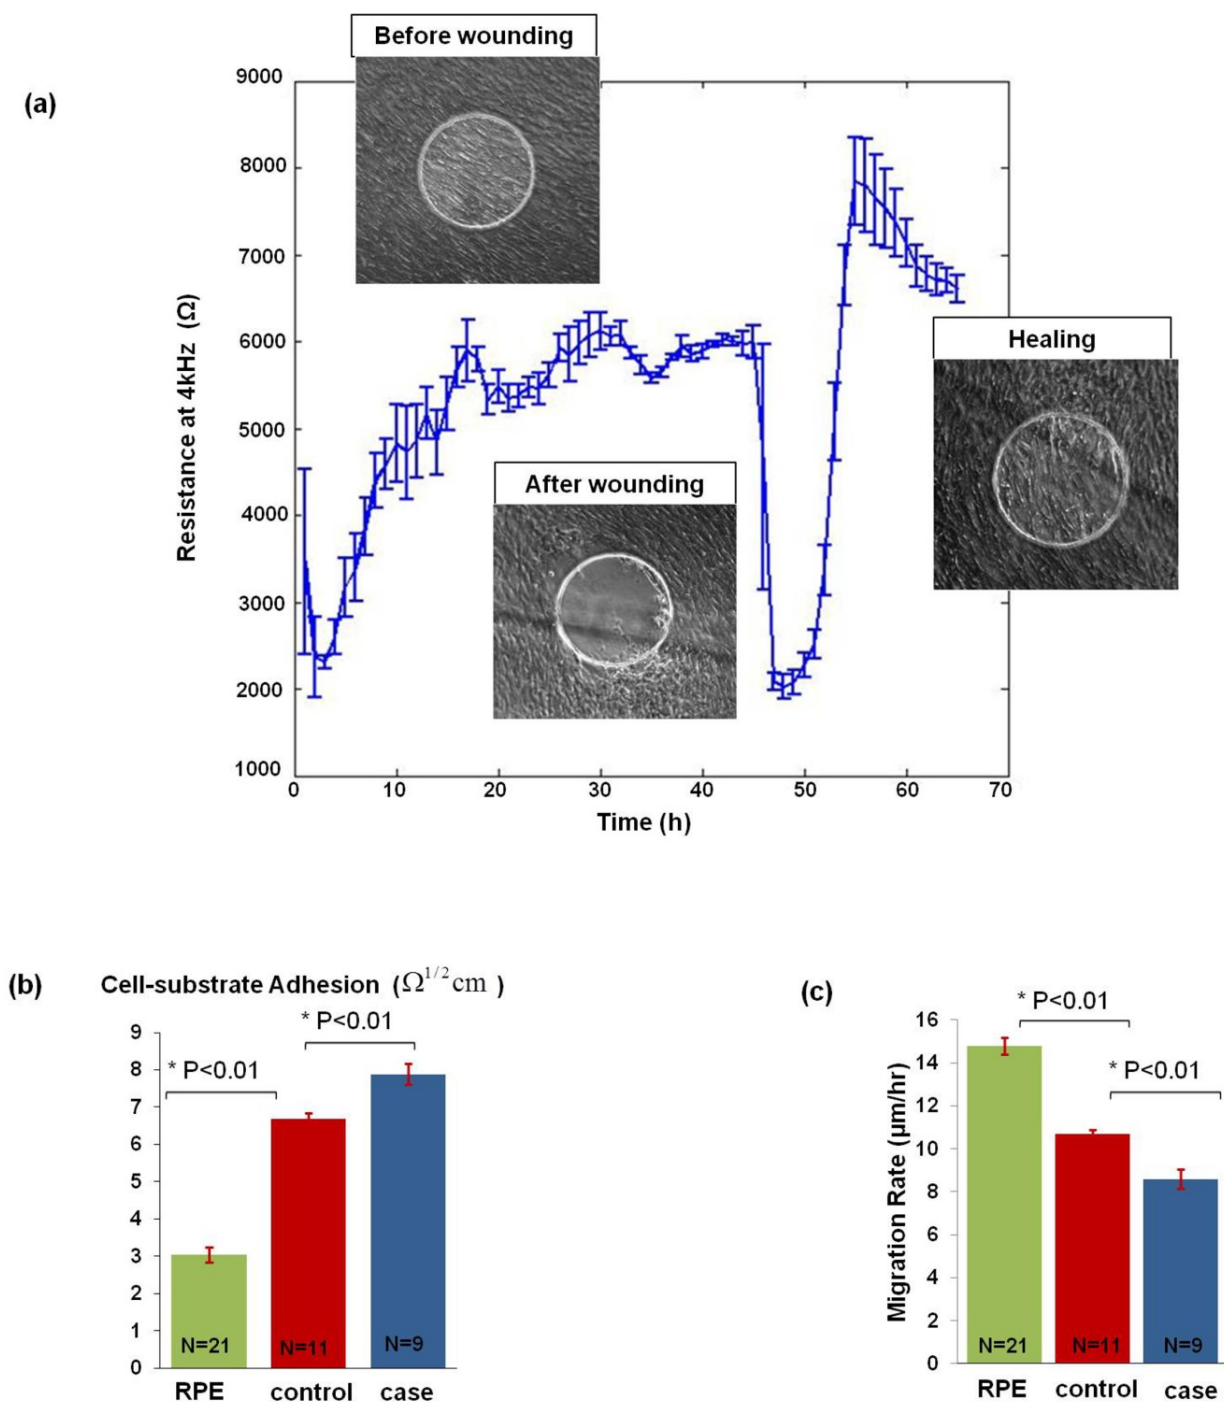 Before wounding
(a)
9000
8000
7000
6000
5000
4000
3000
2000
1000
Resistance at 4kHz (Ω)
After wounding
Healing
0 10 20 30 40 50 60 70
Time (h)
(b) Cell-substrate Adhesion (Ω^1/2 cm )
* P<0.01
* P<0.01
9
8
7
6
5
4
3
2
1
0
N=21 N=11 N=9
RPE control case
(c)
* P<0.01
* P<0.01
Migration Rate (µm/hr)
16
14
12
10
8
6
4
2
0
N=21 N=11 N=9
RPE control case